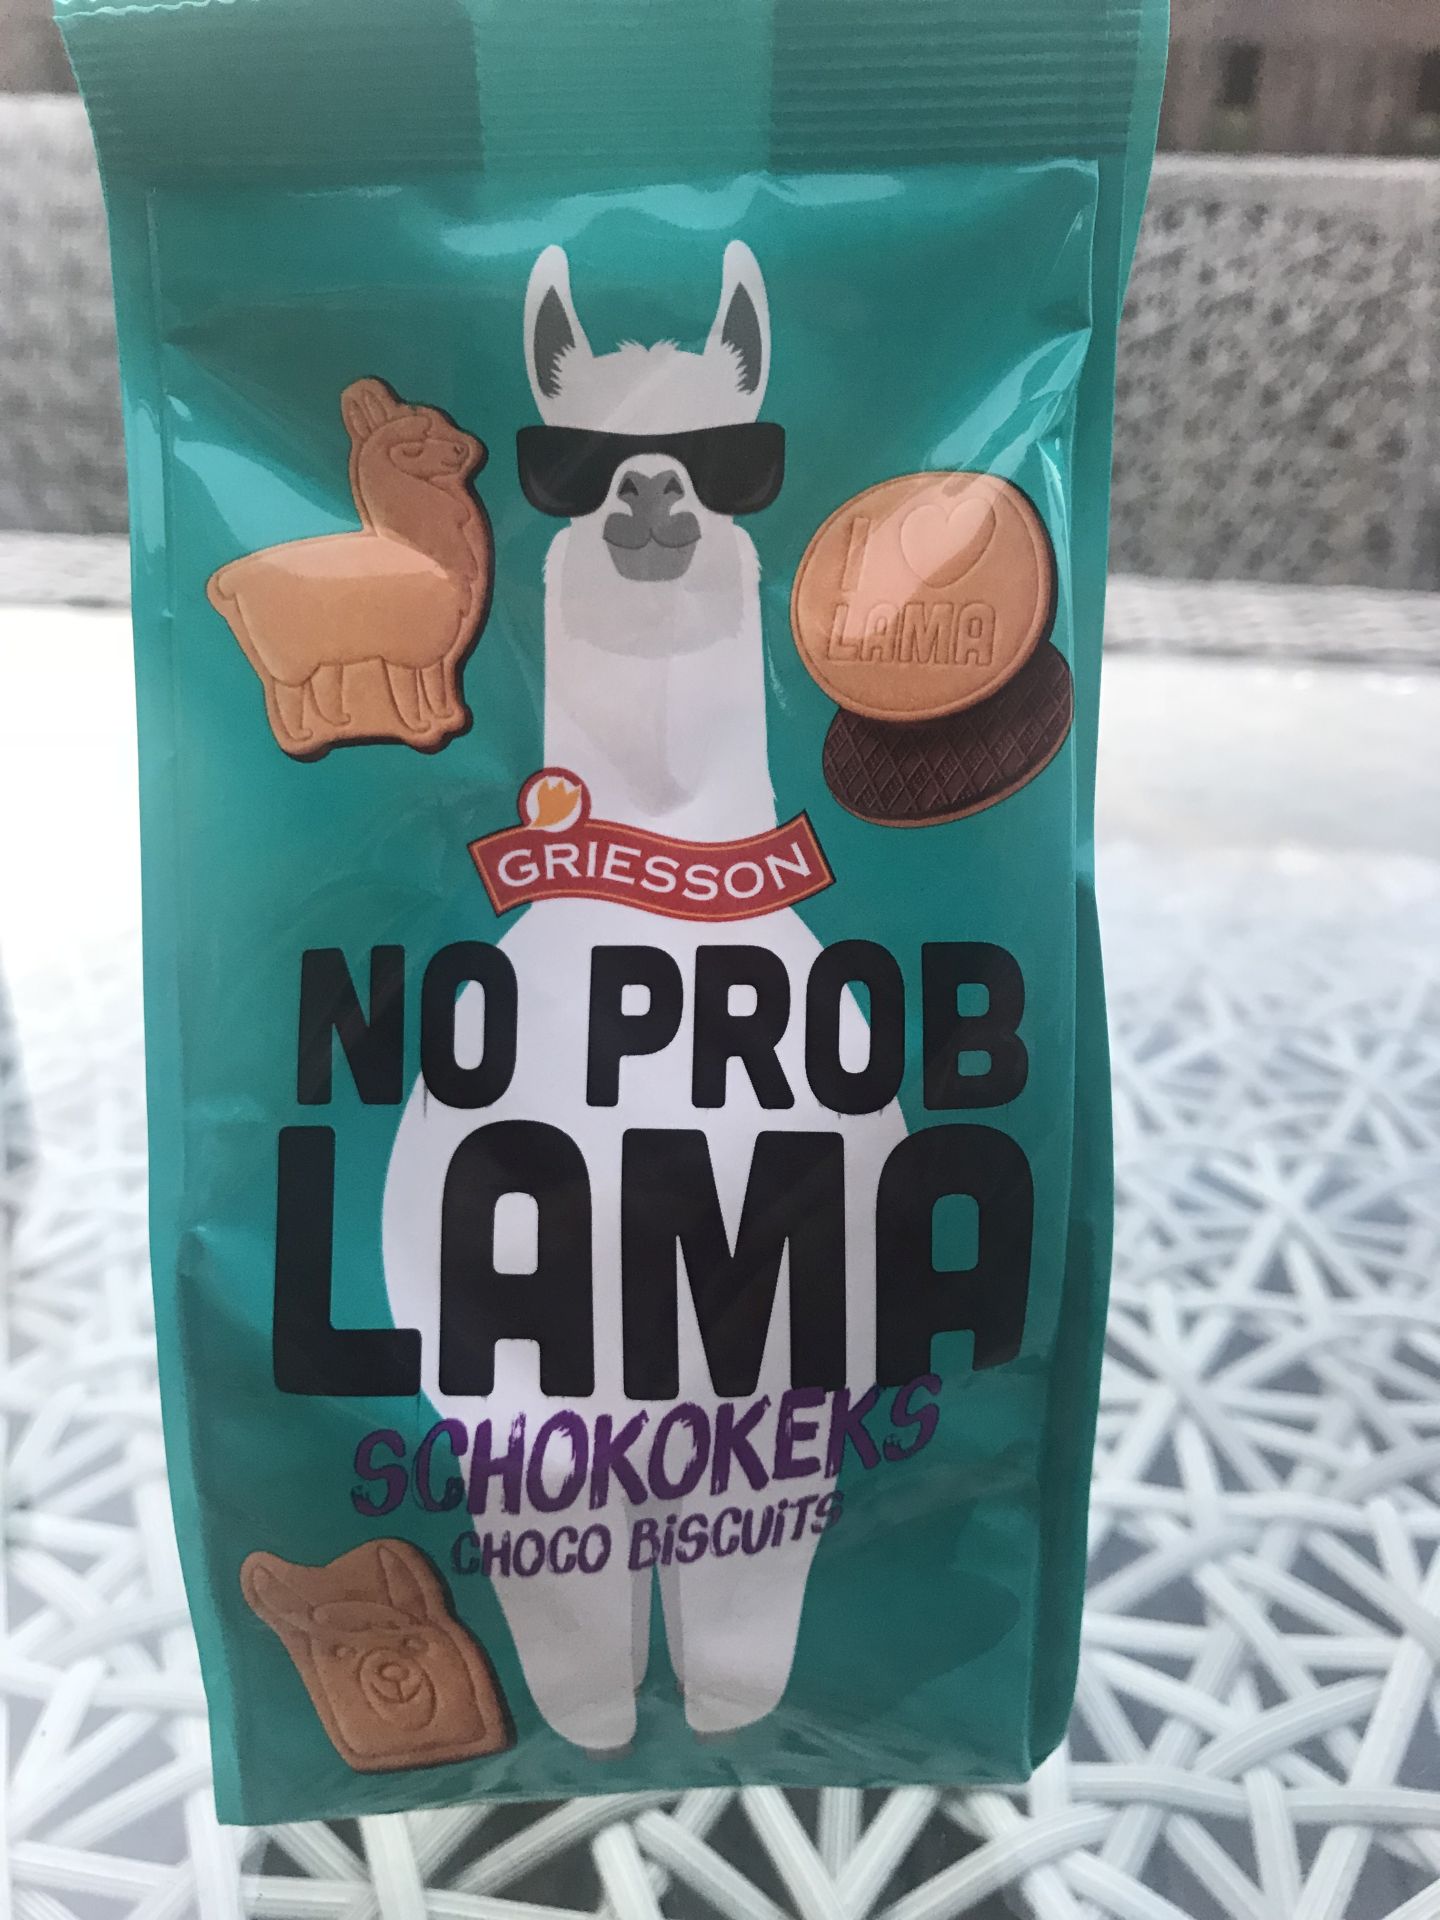 I ♥
LAMA
GRIESSON
NO PROB
LAMA
SCHOKOKEKS
CHOCO BiSCUiTS